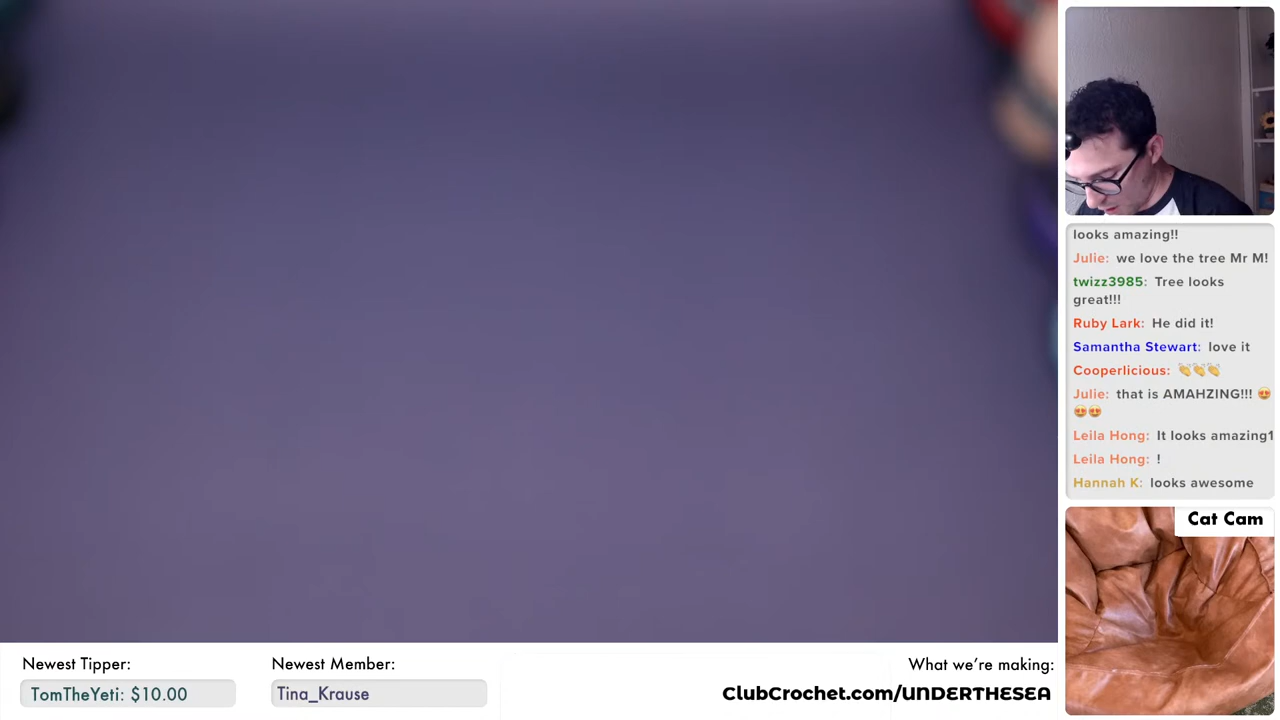 looks amazing!!
Julie: we love the tree Mr M!
twizz3985: Tree looks
great!!!
Ruby Lark: He did it!
Samantha Stewart: love it
Cooperlicious: 👏👏👏
Julie: that is AMAHZING!!! 😍
😍😍
Leila Hong: It looks amazing1
Leila Hong: !
Hannah K: looks awesome
Cat Cam
Newest Tipper:
TomTheYeti: $10.00
Newest Member:
Tina_Krause
What we're making:
ClubCrochet.com/UNDERTHESEA